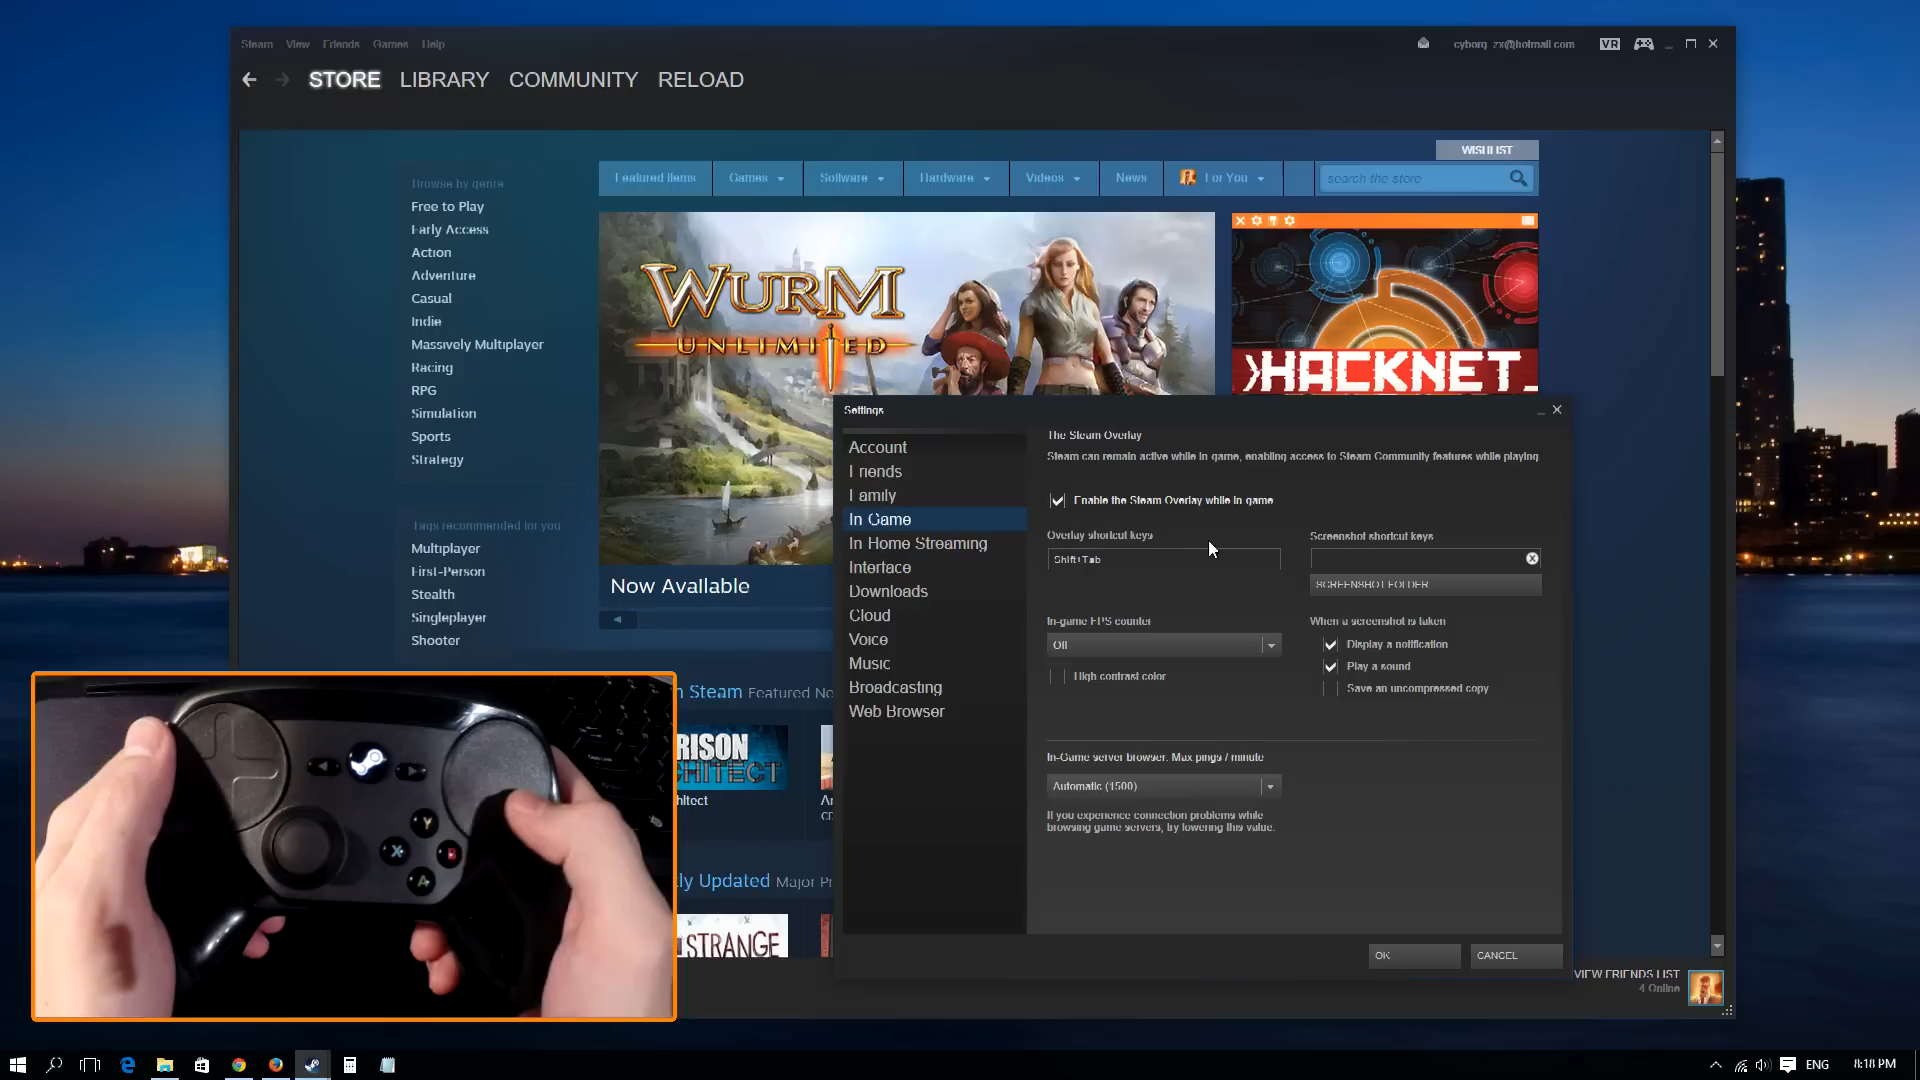 Steam View Friends Games Help
cyborg_zx@hotmail.com
VR
STORE LIBRARY COMMUNITY RELOAD
WISHLIST
Featured Items Games Software Hardware Videos News For You search the store
Browse by genre
Free to Play
Early Access
Action
Adventure
Casual
Indie
Massively Multiplayer
Racing
RPG
Simulation
Sports
Strategy
Tags recommended for you
Multiplayer
First-Person
Stealth
Singleplayer
Shooter
WURM
UNLIMITED
Now Available
HACKNET_
Settings
Account
Friends
Family
In Game
In Home Streaming
Interface
Downloads
Cloud
Voice
Music
Broadcasting
Web Browser
The Steam Overlay
Steam can remain active while in game, enabling access to Steam Community features while playing
Enable the Steam Overlay while in game
Overlay shortcut keys
Shift+Tab
Screenshot shortcut keys
SCREENSHOT FOLDER
In-game FPS counter
Off
High contrast color
When a screenshot is taken
Display a notification
Play a sound
Save an uncompressed copy
In-Game server browser: Max pings / minute
Automatic (1500)
If you experience connection problems while
browsing game servers, try lowering this value.
OK CANCEL
Steam Featured
RISON
CHITECT
hitect
Updated Major
STRANGE
Y
X
B
A
VIEW FRIENDS LIST
4 Online
ENG 8:18 PM